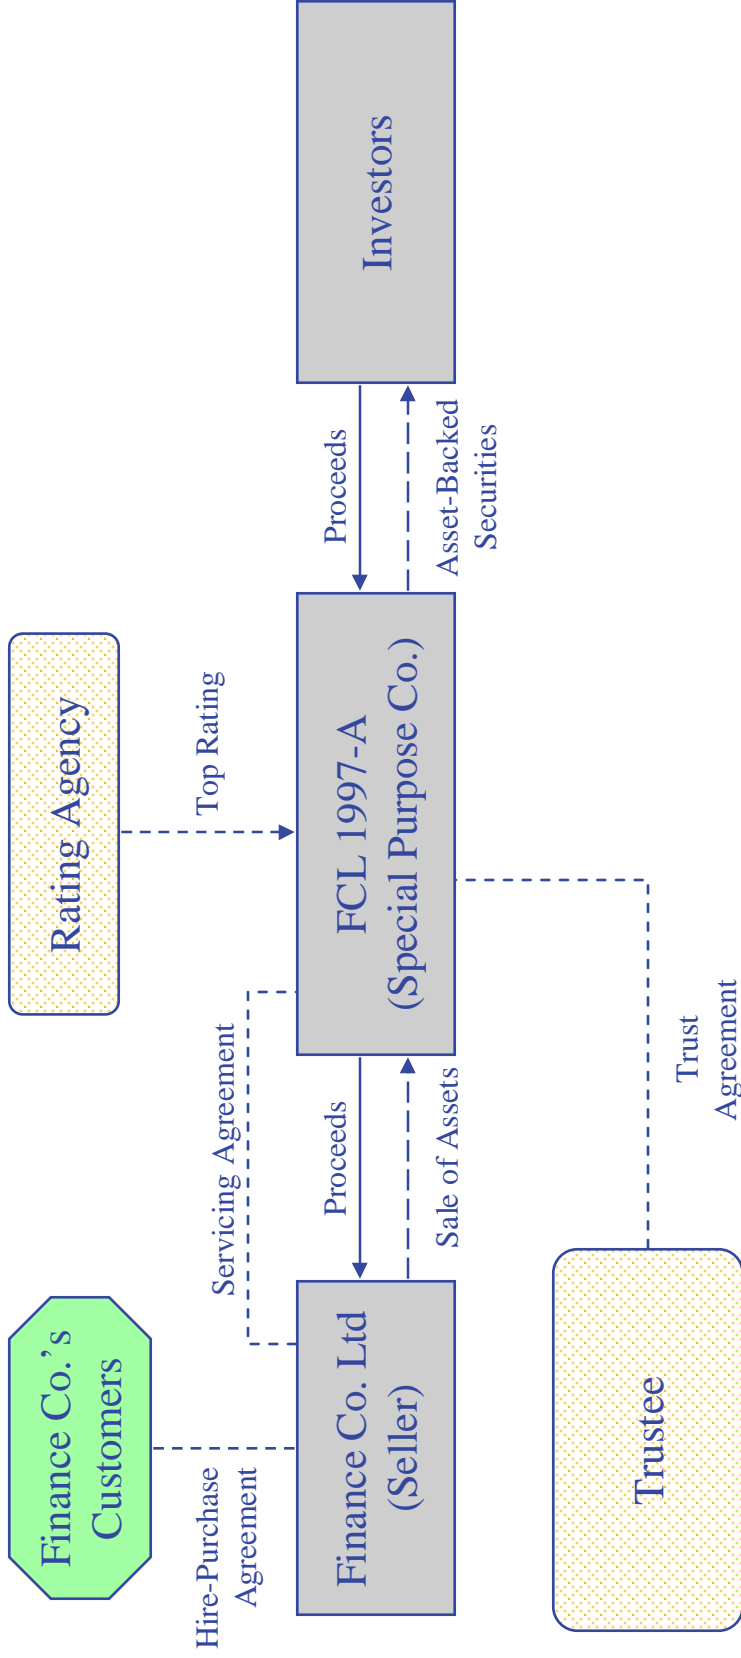 Finance Co.'s
Customers
Rating Agency
Hire-Purchase
Agreement
Servicing Agreement
Top Rating
Finance Co. Ltd
(Seller)
Proceeds
Sale of Assets
FCL 1997-A
(Special Purpose Co.)
Proceeds
Asset-Backed
Securities
Investors
Trustee
Trust
Agreement